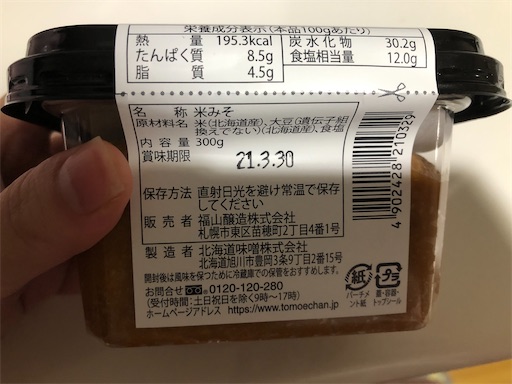 栄養成分表示(本品100gあたり)
熱量 195.3kcal 炭水化物 30.2g
たんぱく質 8.5g 食塩相当量 12.0g
脂質 4.5g
名称 米みそ
原材料名 米(北海道産)、大豆(遺伝子組
換えでない)(北海道産)、食塩
内容量 300g
賞味期限 21.3.30
保存方法 直射日光を避け常温で保存
してください
販売者 福山醸造株式会社
札幌市東区苗穂町2丁目4番1号
製造者 北海道味噌株式会社
北海道旭川市豊岡3条9丁目2番15号
開封後は風味を保つために冷蔵庫での保管をおすすめします。
お問合せ 0120-120-280
(受付時間:土日祝日を除く9時〜17時)
ホームページアドレス https://www.tomoechan.jp
4 902428 210329
紙
パーチメ
ント紙
プラ
蓋・容器・
トップシール